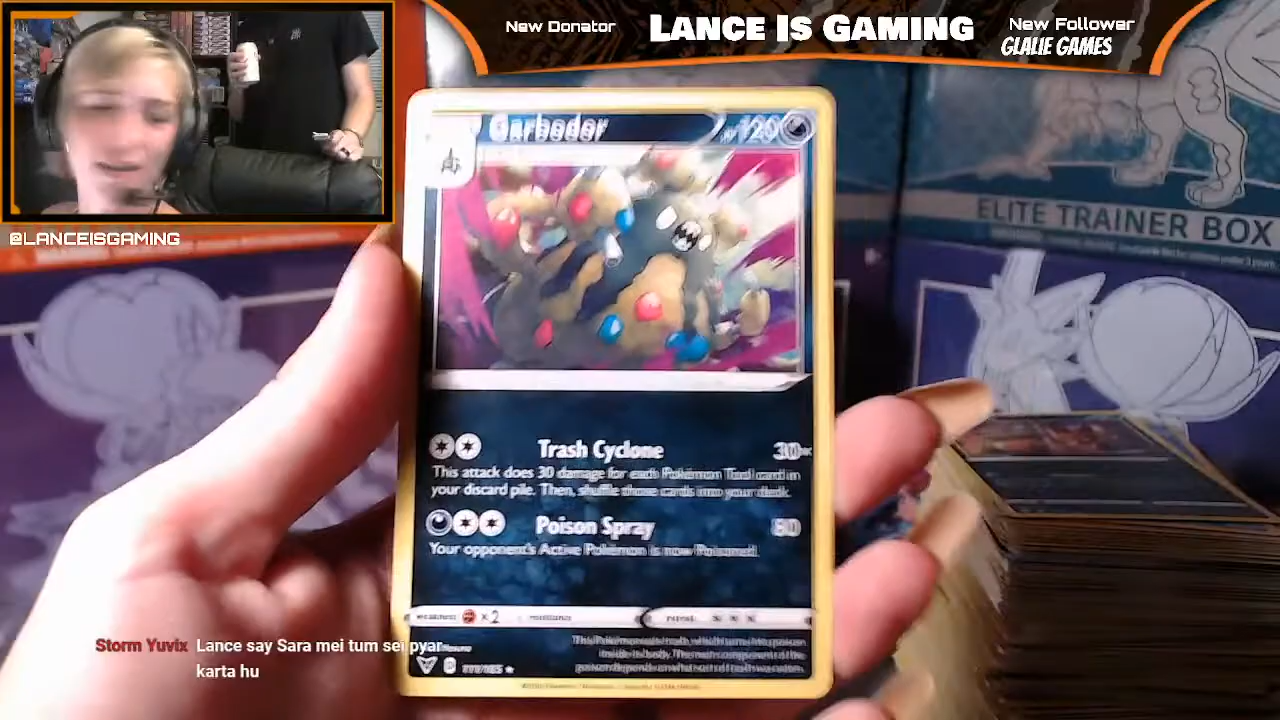 New Donator
LANCE IS GAMING
New Follower
GLALIE GAMES
@LANCEISGAMING
ELITE TRAINER BOX
Garbodor
120
Trash Cyclone 30
This attack does 30 damage for each Pokémon Tool card in
your discard pile. Then, shuffle those cards into your deck.
Poison Spray 80
Your opponent's Active Pokémon is now Poisoned.
weakness ×2 resistance retreat
Storm Yuvix Lance say Sara mei tum sei pyar
karta hu